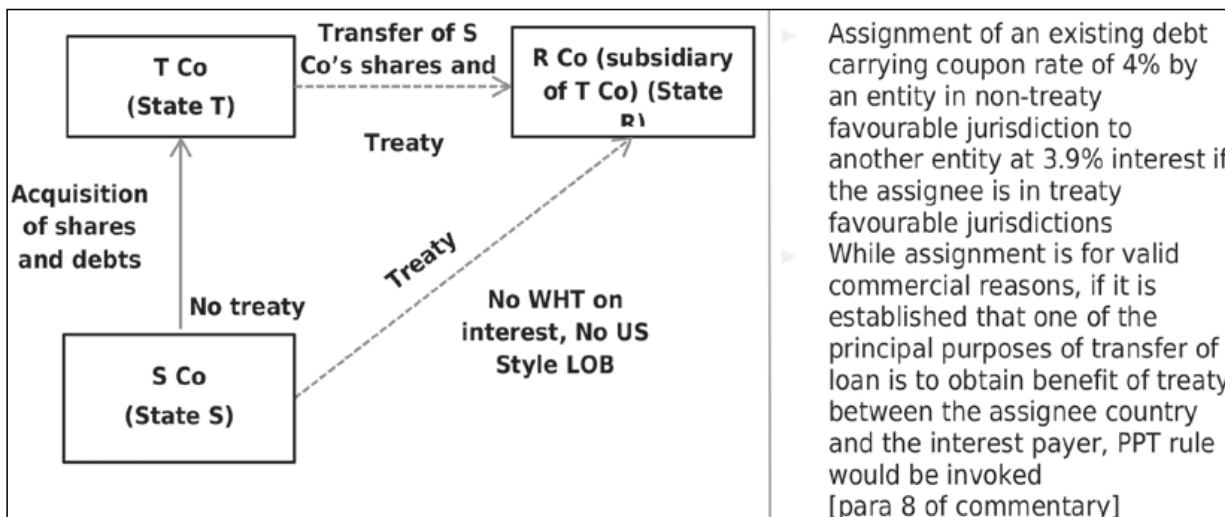 T Co
(State T)
Transfer of S
Co's shares and
R Co (subsidiary
of T Co) (State
R)
Treaty
Acquisition
of shares
and debts
No treaty
Treaty
No WHT on
interest, No US
Style LOB
S Co
(State S)
Assignment of an existing debt
carrying coupon rate of 4% by
an entity in non-treaty
favourable jurisdiction to
another entity at 3.9% interest if
the assignee is in treaty
favourable jurisdictions
While assignment is for valid
commercial reasons, if it is
established that one of the
principal purposes of transfer of
loan is to obtain benefit of treaty
between the assignee country
and the interest payer, PPT rule
would be invoked
[para 8 of commentary]